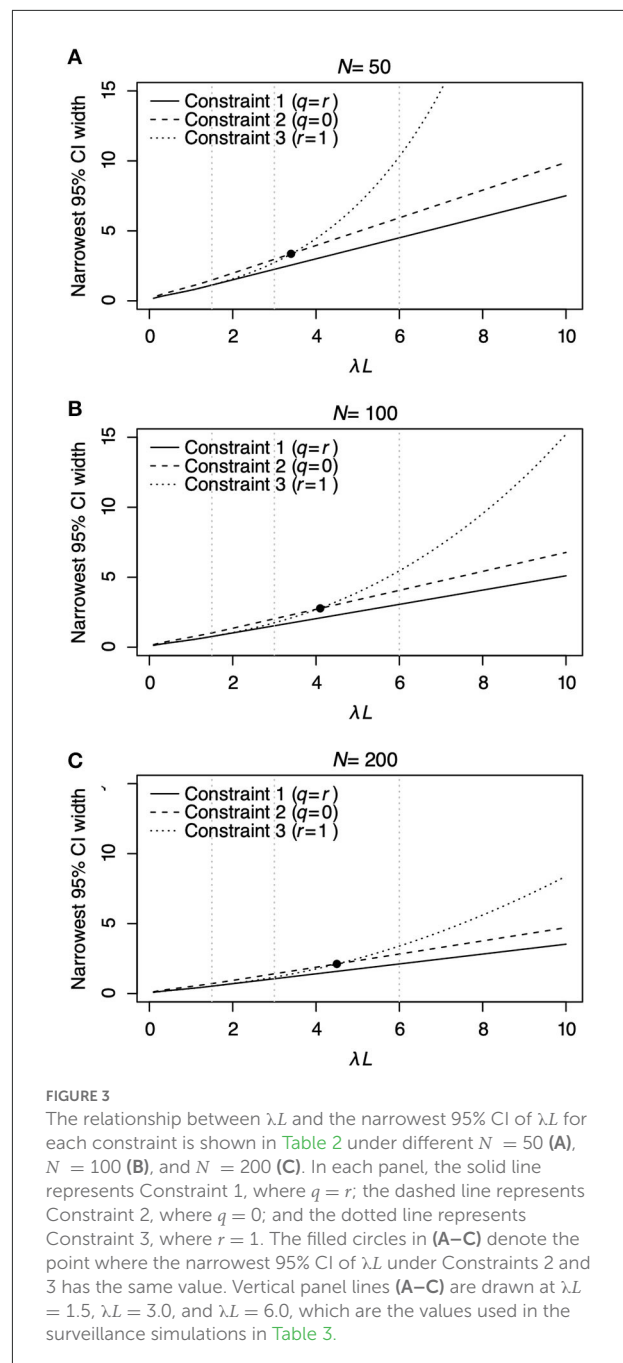 A
N= 50
Narrowest 95% CI width
15
10
5
0
Constraint 1 (q=r)
Constraint 2 (q=0)
Constraint 3 (r=1)
0 2 4 6 8 10
λL
B
N= 100
Narrowest 95% CI width
15
10
5
0
Constraint 1 (q=r)
Constraint 2 (q=0)
Constraint 3 (r=1)
0 2 4 6 8 10
λL
C
N= 200
Narrowest 95% CI width
10
5
0
Constraint 1 (q=r)
Constraint 2 (q=0)
Constraint 3 (r=1)
0 2 4 6 8 10
λL
FIGURE 3
The relationship between λL and the narrowest 95% CI of λL for
each constraint is shown in Table 2 under different N = 50 (A),
N = 100 (B), and N = 200 (C). In each panel, the solid line
represents Constraint 1, where q = r; the dashed line represents
Constraint 2, where q = 0; and the dotted line represents
Constraint 3, where r = 1. The filled circles in (A–C) denote the
point where the narrowest 95% CI of λL under Constraints 2 and
3 has the same value. Vertical panel lines (A–C) are drawn at λL
= 1.5, λL = 3.0, and λL = 6.0, which are the values used in the
surveillance simulations in Table 3.